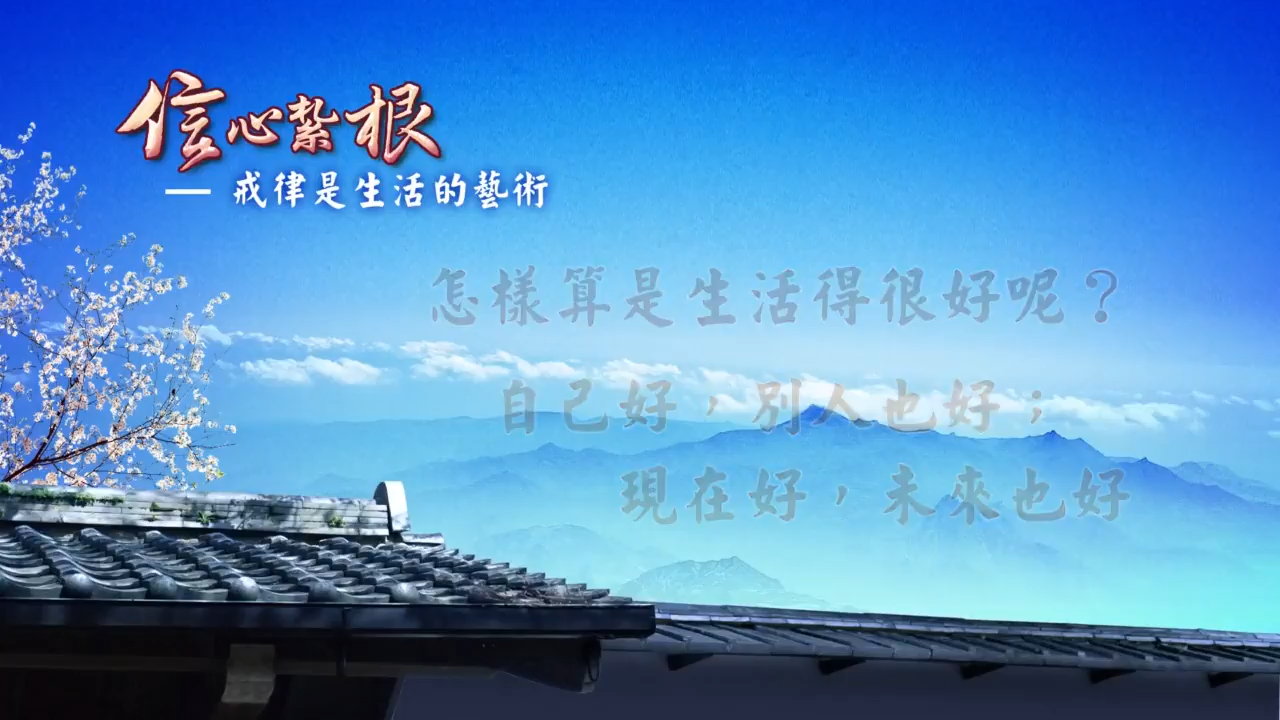 信心紮根
— 戒律是生活的藝術
怎樣算是生活得很好呢？
自己好，別人也好；
現在好，未來也好